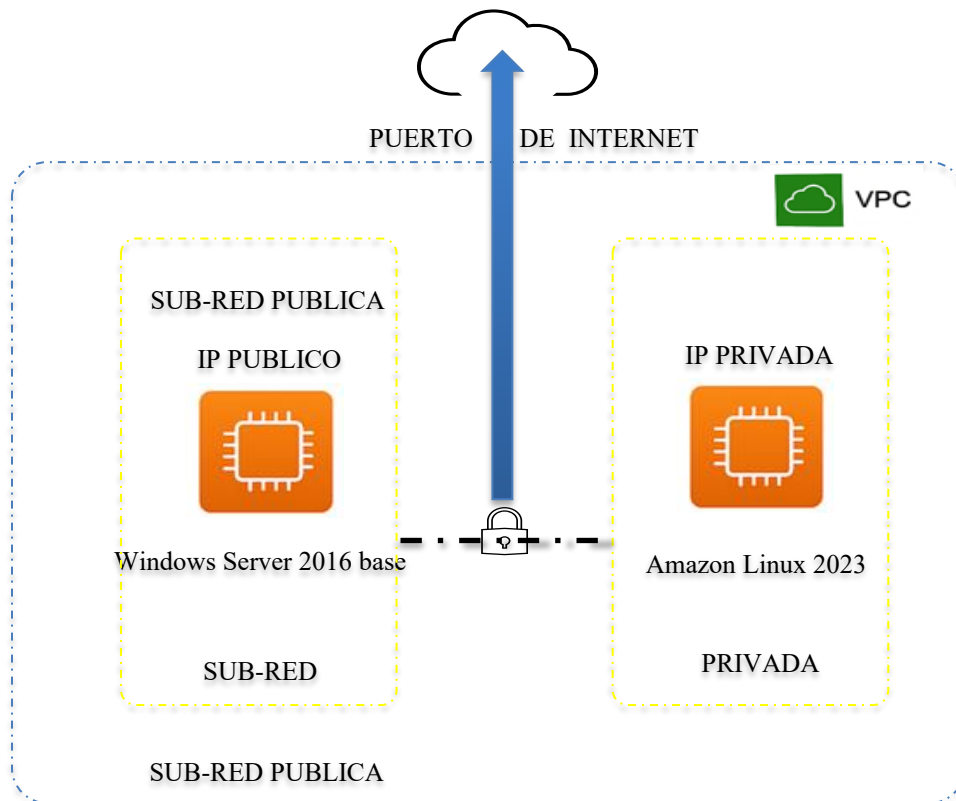 PUERTO DE INTERNET
VPC
SUB-RED PUBLICA
IP PUBLICO
IP PRIVADA
Windows Server 2016 base
Amazon Linux 2023
SUB-RED
PRIVADA
SUB-RED PUBLICA